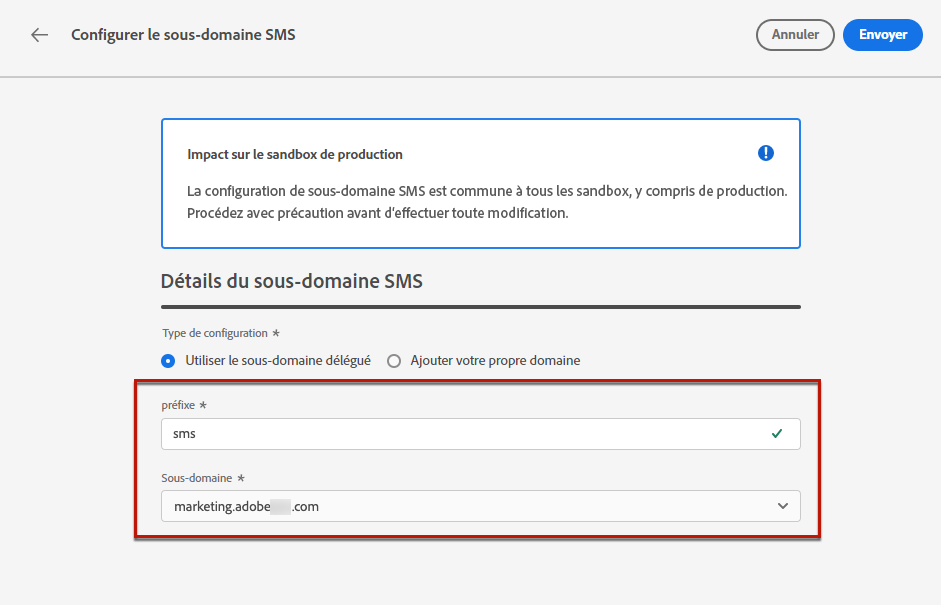 Configurer le sous-domaine SMS
Annuler
Envoyer
Impact sur le sandbox de production
La configuration de sous-domaine SMS est commune à tous les sandbox, y compris de production.
Procédez avec précaution avant d'effectuer toute modification.
Détails du sous-domaine SMS
Type de configuration *
Utiliser le sous-domaine délégué
Ajouter votre propre domaine
préfixe *
sms
Sous-domaine *
marketing.adobe .com